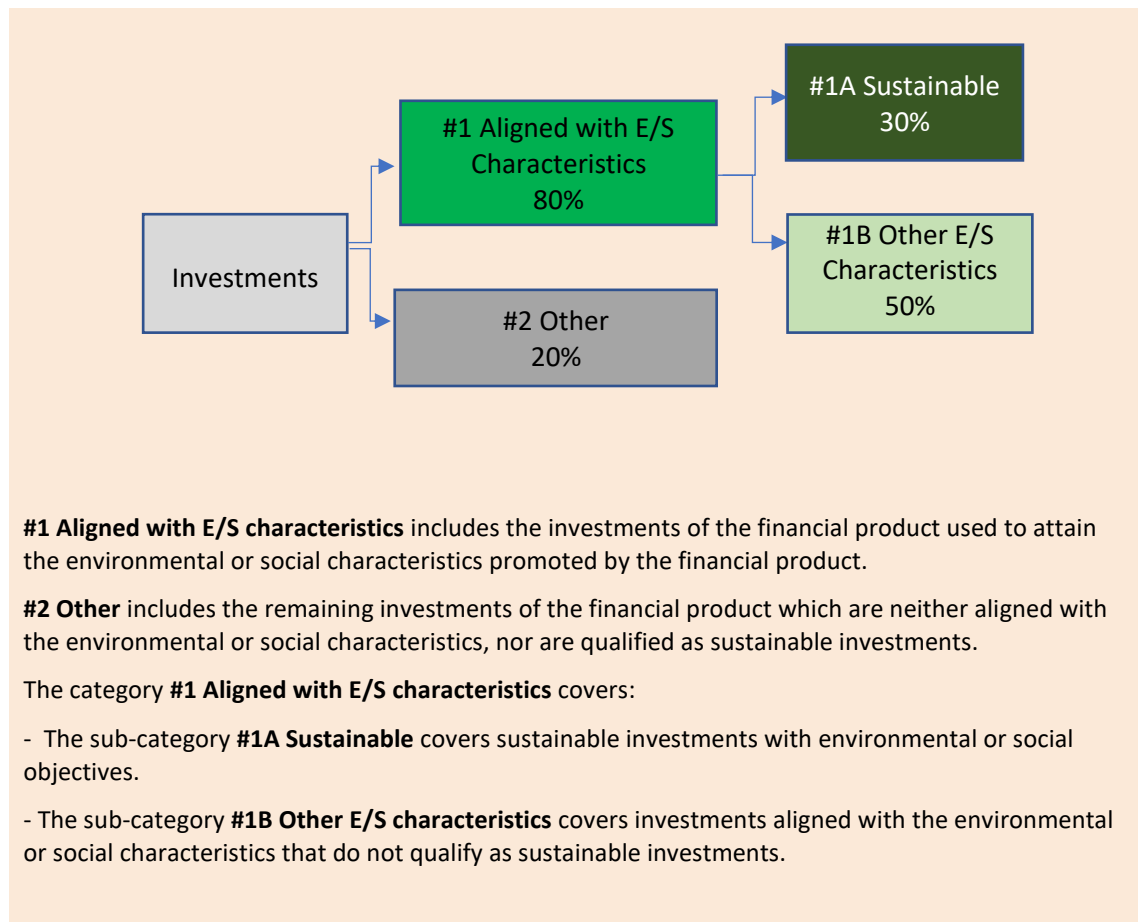 #1A Sustainable
30%
#1 Aligned with E/S
Characteristics
80%
#1B Other E/S
Characteristics
50%
Investments
#2 Other
20%
#1 Aligned with E/S characteristics includes the investments of the financial product used to attain
the environmental or social characteristics promoted by the financial product.
#2 Other includes the remaining investments of the financial product which are neither aligned with
the environmental or social characteristics, nor are qualified as sustainable investments.
The category #1 Aligned with E/S characteristics covers:
- The sub-category #1A Sustainable covers sustainable investments with environmental or social
objectives.
- The sub-category #1B Other E/S characteristics covers investments aligned with the environmental
or social characteristics that do not qualify as sustainable investments.